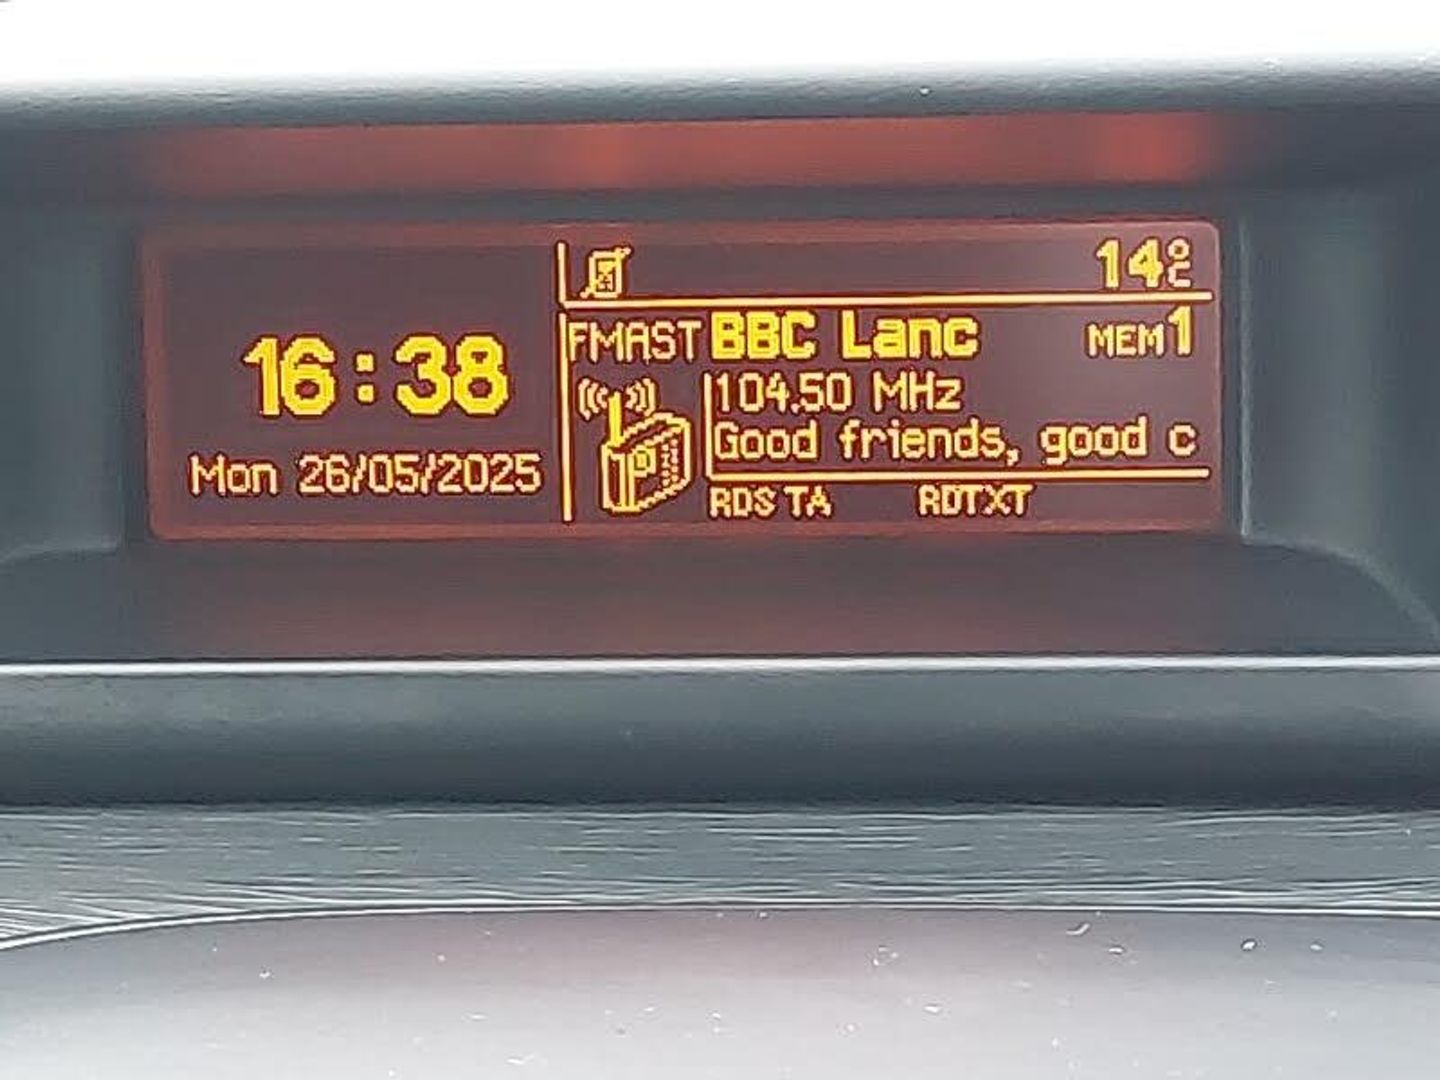 16:38
Mon 26/05/2025
14°C
FMAST BBC Lanc MEM1
104.50 MHz
Good friends, good c
RDS TA RDTXT